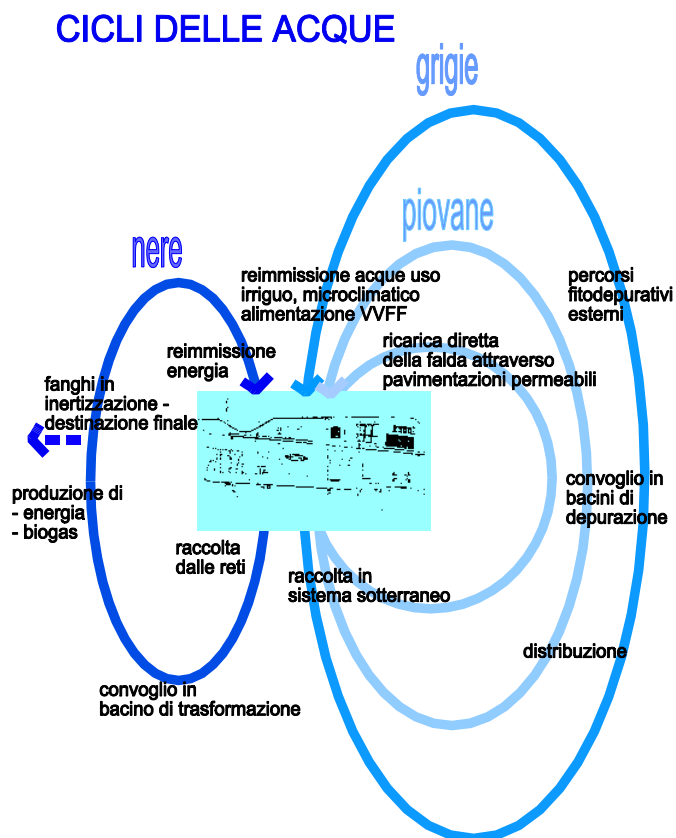 CICLI DELLE ACQUE
grigie
piovane
nere
reimmissione acque uso
irriguo, microclimatico
alimentazione VVFF
percorsi
fitodepurativi
esterni
ricarica diretta
della falda attraverso
pavimentazioni permeabili
reimmissione
energia
fanghi in
inertizzazione -
destinazione finale
produzione di
- energia
- biogas
convoglio in
bacini di
depurazione
raccolta
dalle reti
raccolta in
sistema sotterraneo
distribuzione
convoglio in
bacino di trasformazione